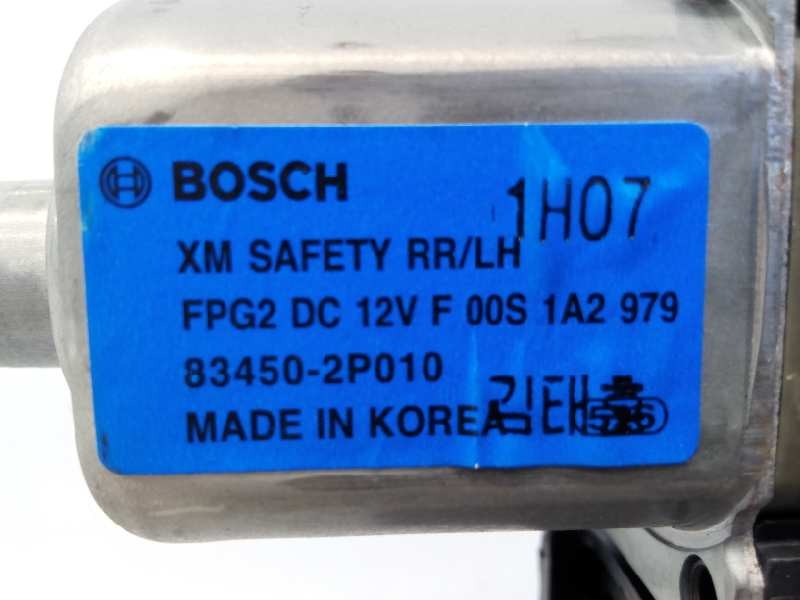 BOSCH
1H07
XM SAFETY RR/LH
FPG2 DC 12V F 00S 1A2 979
83450-2P010
MADE IN KOREA